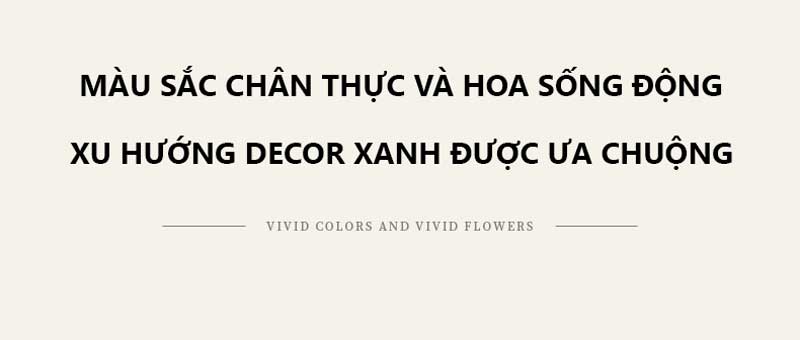 MÀU SẮC CHÂN THỰC VÀ HOA SỐNG ĐỘNG
XU HƯỚNG DECOR XANH ĐƯỢC ƯA CHUỘNG
VIVID COLORS AND VIVID FLOWERS